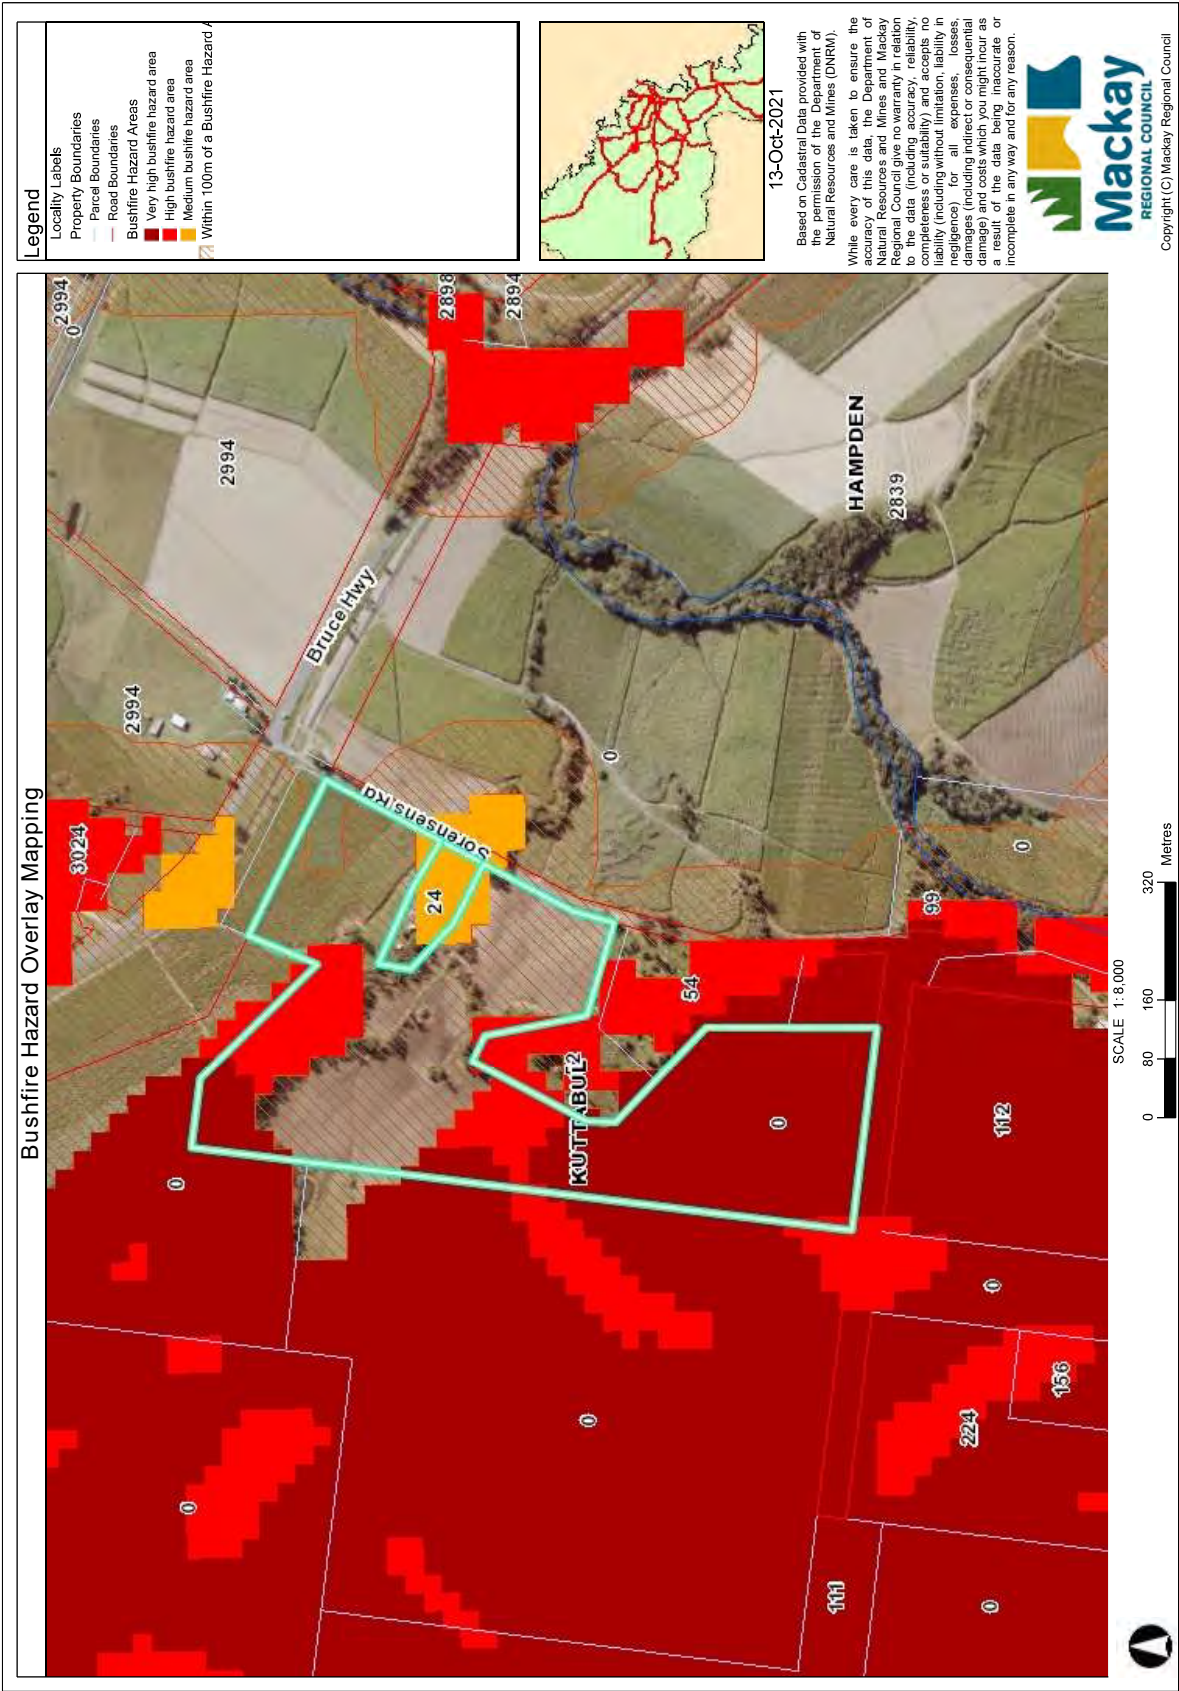 Bushfire Hazard Overlay Mapping
2994
0
2994
2994
3024
2898
2894
Bruce Hwy
Sorensens Rd
24
HAMPDEN
2839
0
0
99
54
KUTTABUL
2
0
112
0
0
0
0
224
156
111
0
0
SCALE 1:8,000
0
80
160
320
Metres
Legend
Locality Labels
Property Boundaries
Parcel Boundaries
Road Boundaries
Bushfire Hazard Areas
Very high bushfire hazard area
High bushfire hazard area
Medium bushifre hazard area
Within 100m of a Bushfire Hazard A
13-Oct-2021
Based on Cadastral Data provided with
the permission of the Department of
Natural Resources and Mines (DNRM).
While every care is taken to ensure the
accuracy of this data, the Department of
Natural Resources and Mines and Mackay
Regional Council give no warranty in relation
to the data (including accuracy, reliability,
completeness or suitability) and accepts no
liability (including without limitation, liability in
negligence) for all expenses, losses,
damages (including indirect or consequential
damage) and costs which you might incur as
a result of the data being inaccurate or
incomplete in any way and for any reason.
Mackay
REGIONAL COUNCIL
Copyright (C) Mackay Regional Council